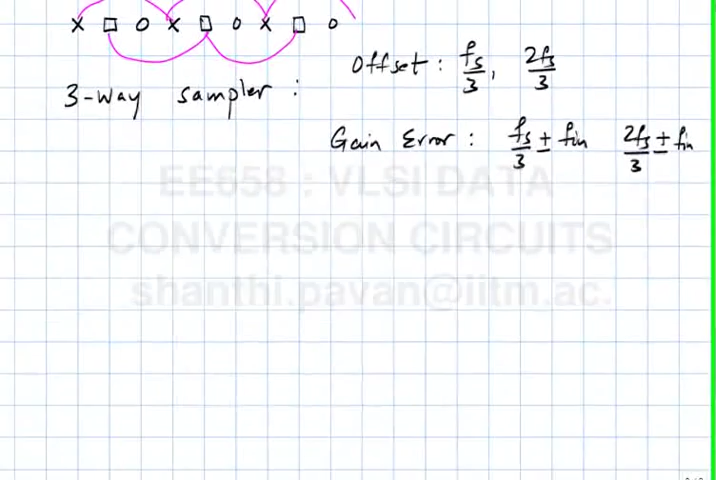 x □ o x □ o x □ o
Offset : fs/3, 2fs/3
3-way sampler :
Gain Error : fs/3 ± fin 2fs/3 ± fin
EE658 : VLSI DATA
CONVERSION CIRCUITS
shanthi.pavan@iitm.ac.